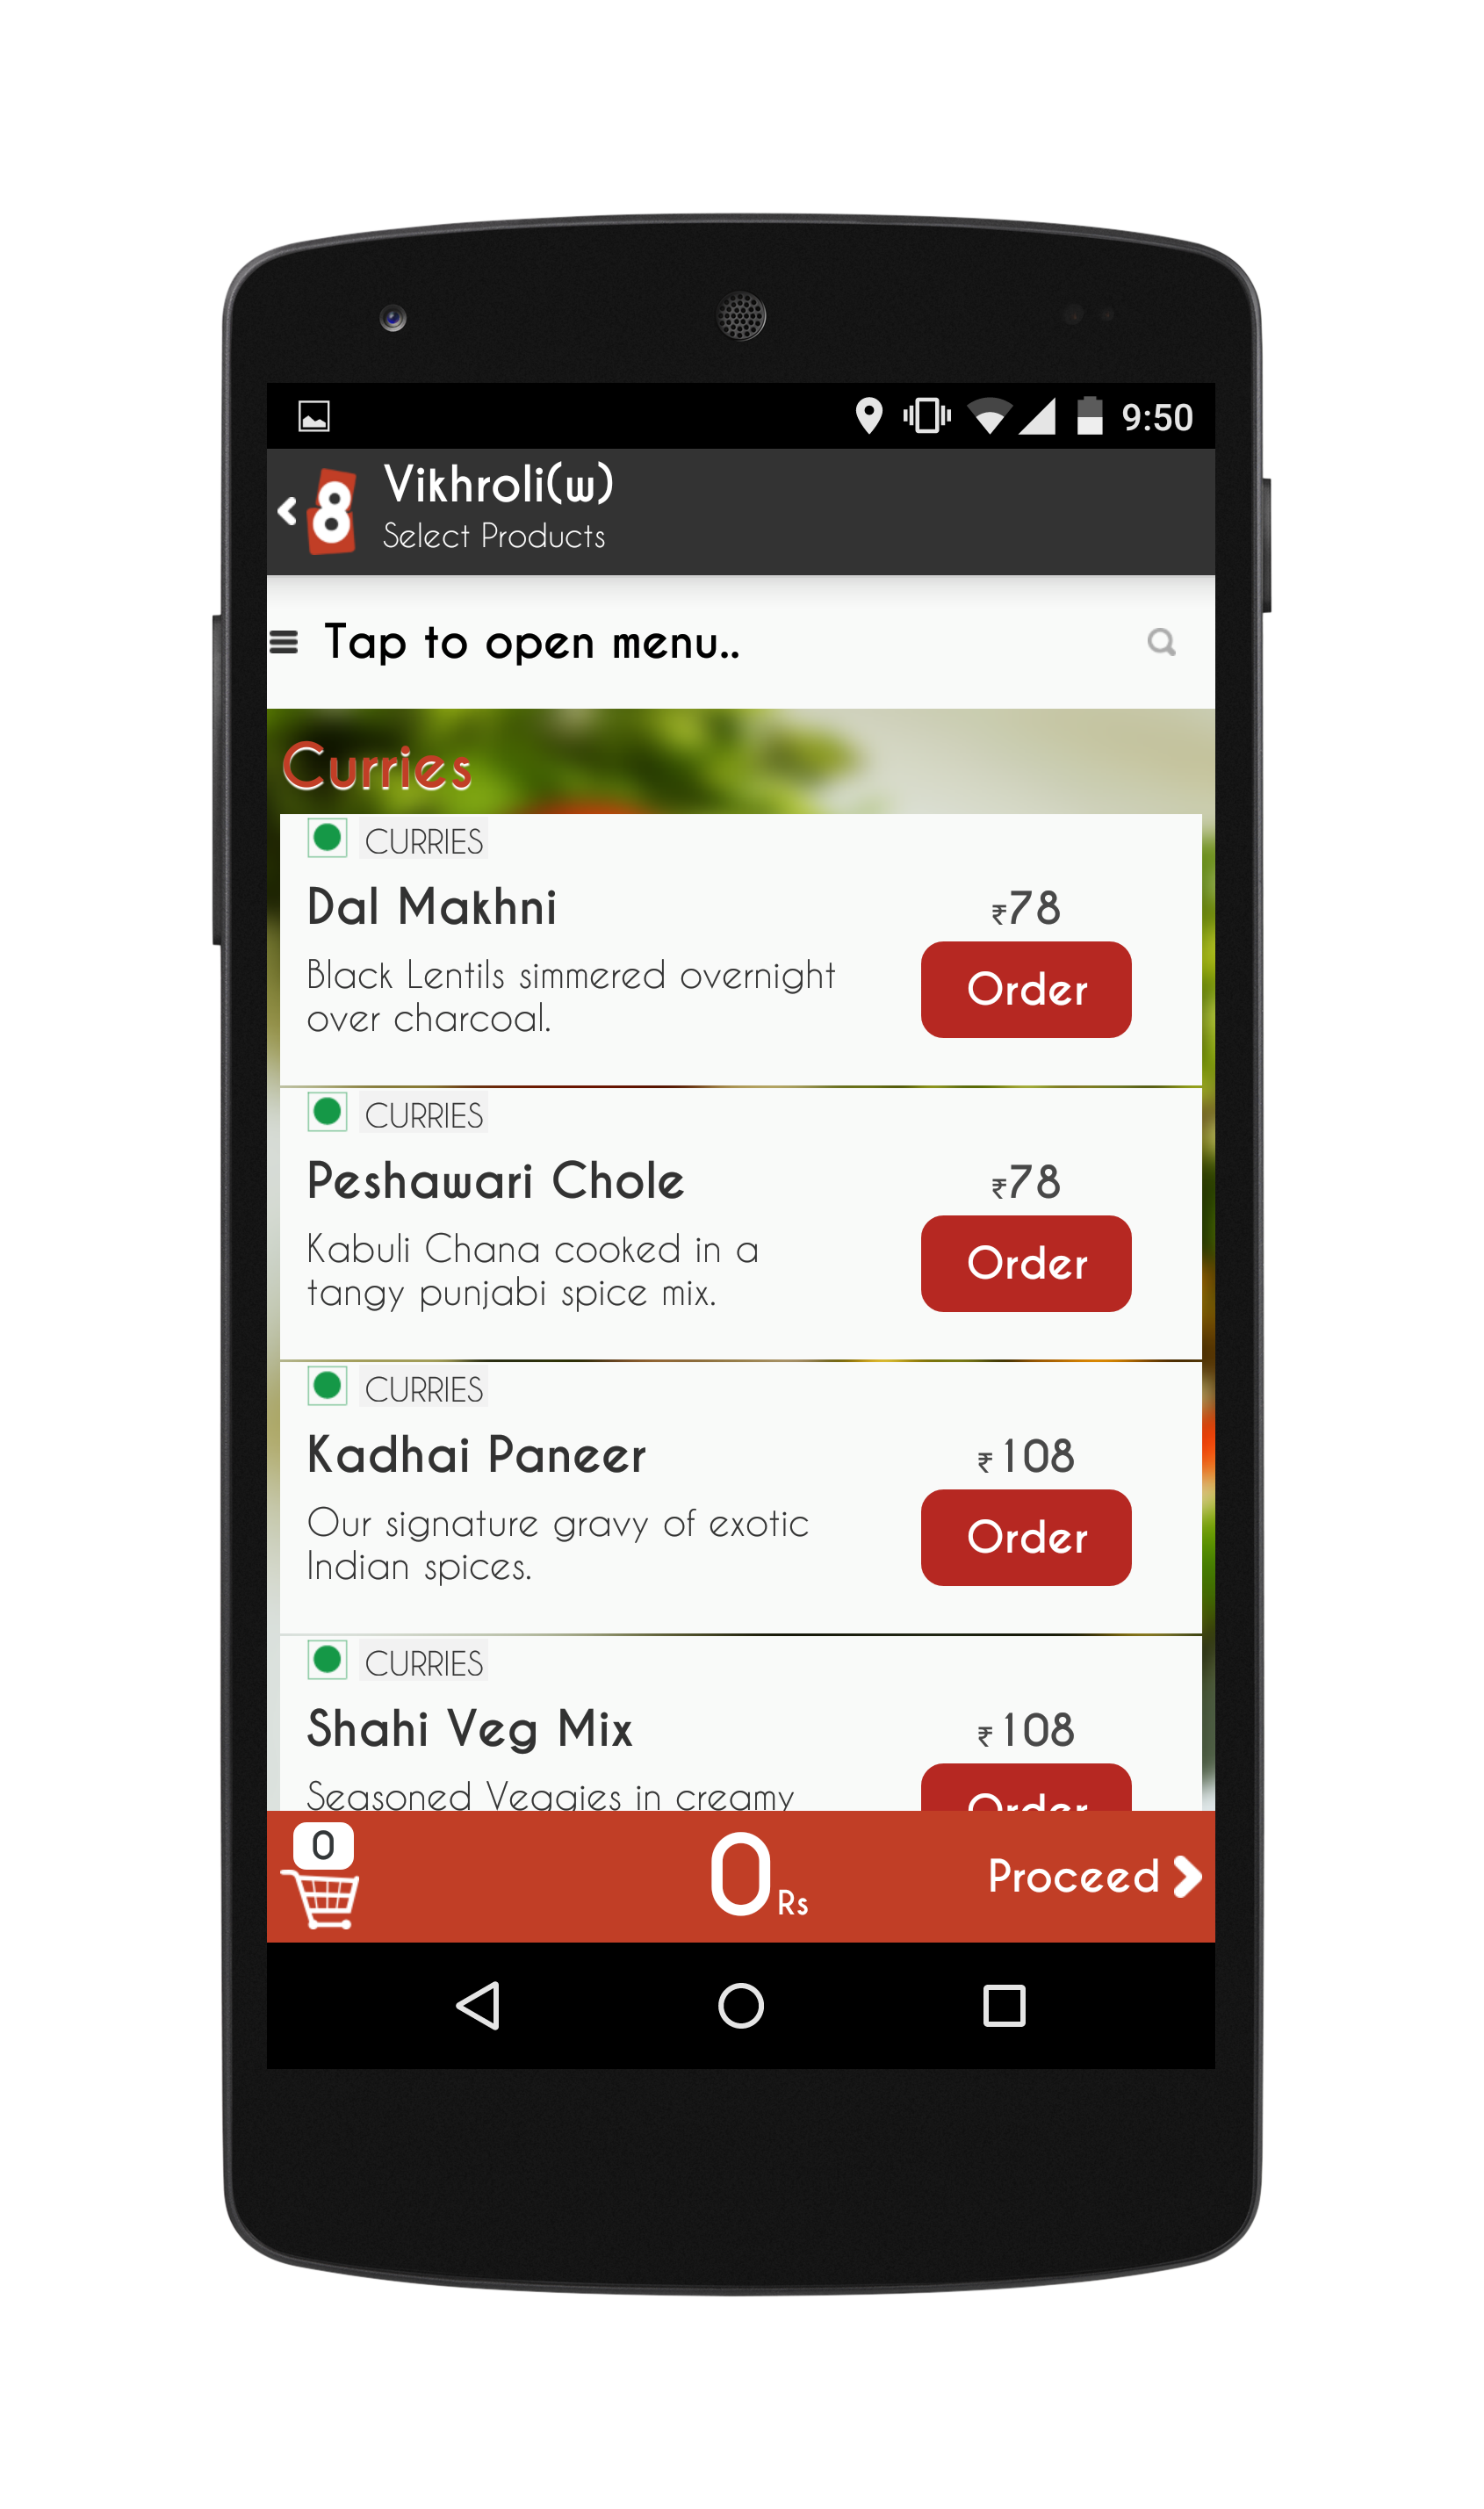 9:50
8
Vikhroli(w)
Select Products
Tap to open menu..
Curries
CURRIES
Dal Makhni
₹78
Black Lentils simmered overnight
over charcoal.
Order
CURRIES
Peshawari Chole
₹78
Kabuli Chana cooked in a
tangy punjabi spice mix.
Order
CURRIES
Kadhai Paneer
₹108
Our signature gravy of exotic
Indian spices.
Order
CURRIES
Shahi Veg Mix
₹108
Seasoned Veggies in creamy
Order
0
0 Rs
Proceed